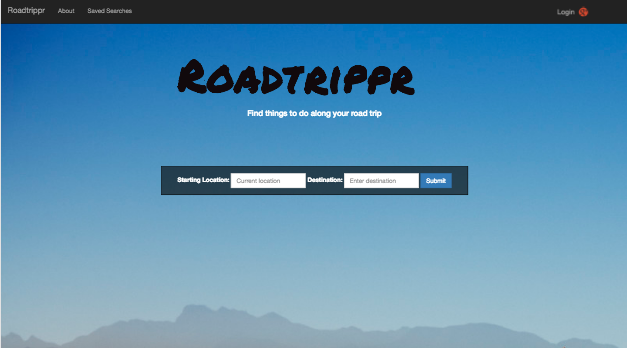 Roadtrippr About Saved Searches Login
ROADTRIPPR
Find things to do along your road trip
Starting Location: Current location Destination: Enter destination Submit